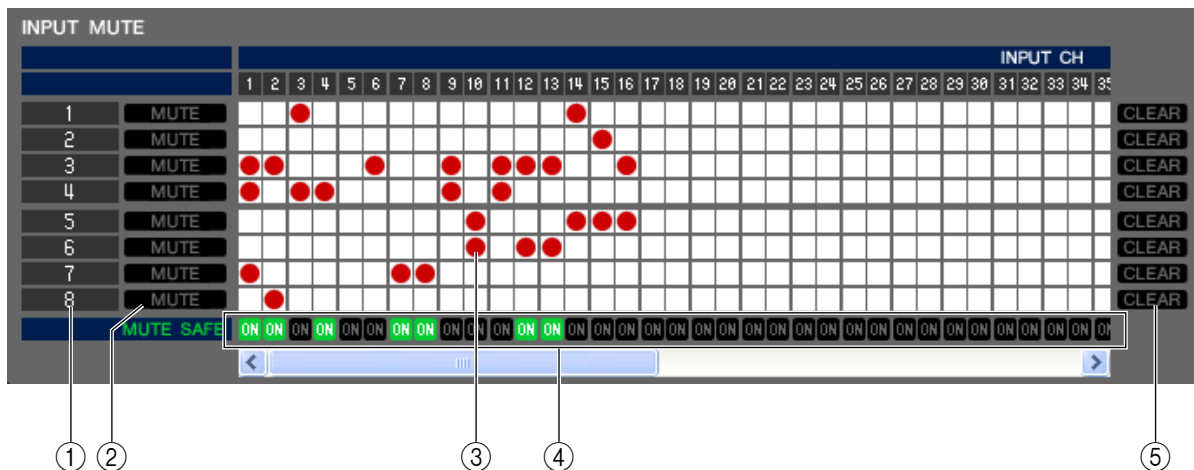 INPUT MUTE
INPUT CH
1 2 3 4 5 6 7 8 9 10 11 12 13 14 15 16 17 18 19 20 21 22 23 24 25 26 27 28 29 30 31 32 33 34 35
1 MUTE CLEAR
2 MUTE CLEAR
3 MUTE CLEAR
4 MUTE CLEAR
5 MUTE CLEAR
6 MUTE CLEAR
7 MUTE CLEAR
8 MUTE CLEAR
MUTE SAFE ON ON ON ON ON ON ON ON ON ON ON ON ON ON ON ON ON ON ON ON ON ON ON ON ON ON ON ON ON ON ON ON ON ON ON
① ② ③ ④ ⑤